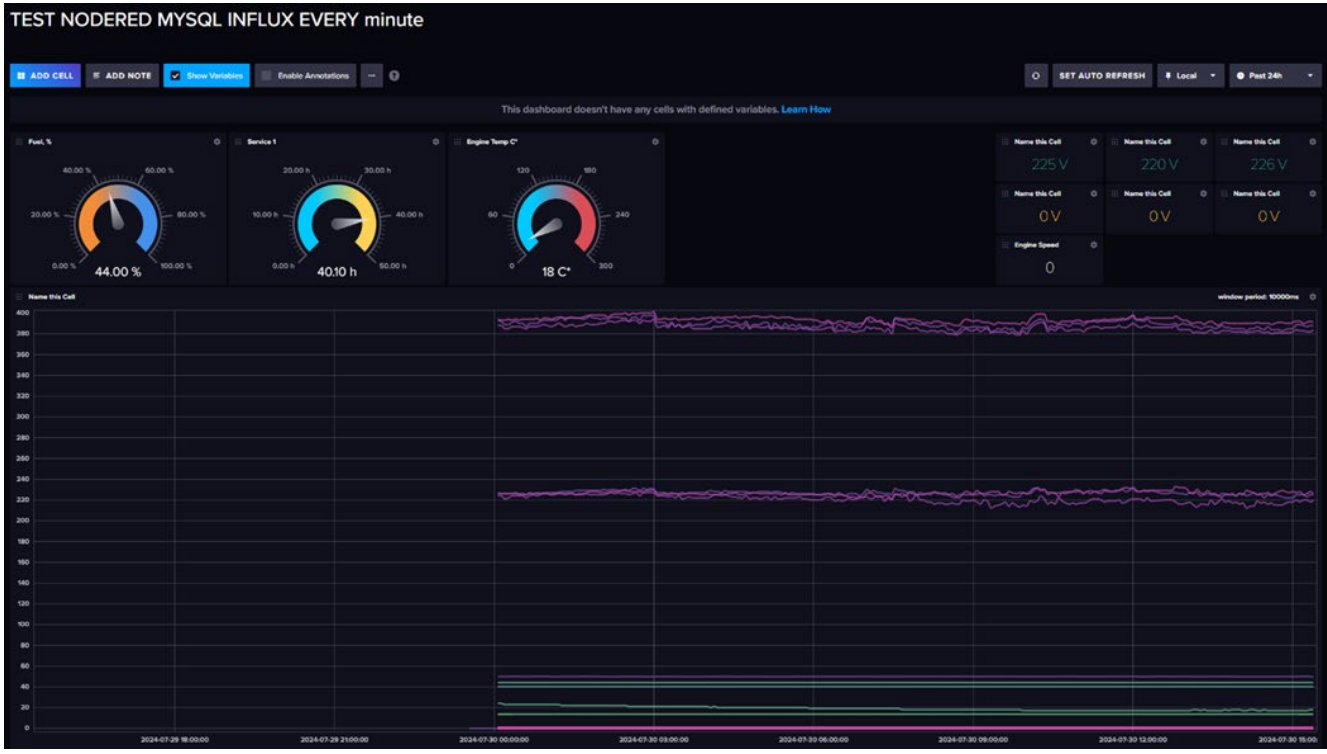 TEST NODERED MYSQL INFLUX EVERY minute
ADD CELL ADD NOTE Show Variables Enable Annotations ... ? SET AUTO REFRESH Local Past 24h
This dashboard doesn't have any cells with defined variables. Learn How
Fuel, %
40.00 % 60.00 %
20.00 % 80.00 %
0.00 % 100.00 %
44.00 %
Service 1
20.00 h 30.00 h
10.00 h 40.00 h
0.00 h 50.00 h
40.10 h
Engine Temp C°
120 180
60 240
0 300
18 C°
Name this Cell Name this Cell Name this Cell
225 V 220 V 226 V
Name this Cell Name this Cell Name this Cell
0 V 0 V 0 V
Engine Speed
0
Name this Cell window period: 10000ms
400
380
360
340
320
300
280
260
240
220
200
180
160
140
120
100
80
60
40
20
0
2024-07-29 18:00:00 2024-07-29 21:00:00 2024-07-30 00:00:00 2024-07-30 03:00:00 2024-07-30 06:00:00 2024-07-30 09:00:00 2024-07-30 12:00:00 2024-07-30 15:00: